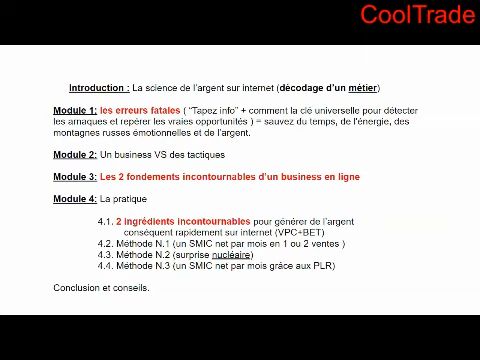 CoolTrade
Introduction : La science de l'argent sur Internet (décodage d'un métier)
Module 1: les erreurs fatales ( "Tapez info" + comment la clé universelle pour détecter
les arnaques et repérer les vraies opportunités ) = sauvez du temps, de l'énergie, des
montagnes russes émotionnelles et de l'argent.
Module 2: Un business VS des tactiques
Module 3: Les 2 fondements incontournables d'un business en ligne
Module 4: La pratique
4.1. 2 ingrédients incontournables pour générer de l'argent
conséquent rapidement sur internet (VPC+BET)
4.2. Méthode N.1 (un SMIC net par mois en 1 ou 2 ventes )
4.3. Méthode N.2 (surprise nucléaire)
4.4. Méthode N.3 (un SMIC net par mois grâce aux PLR)
Conclusion et conseils.